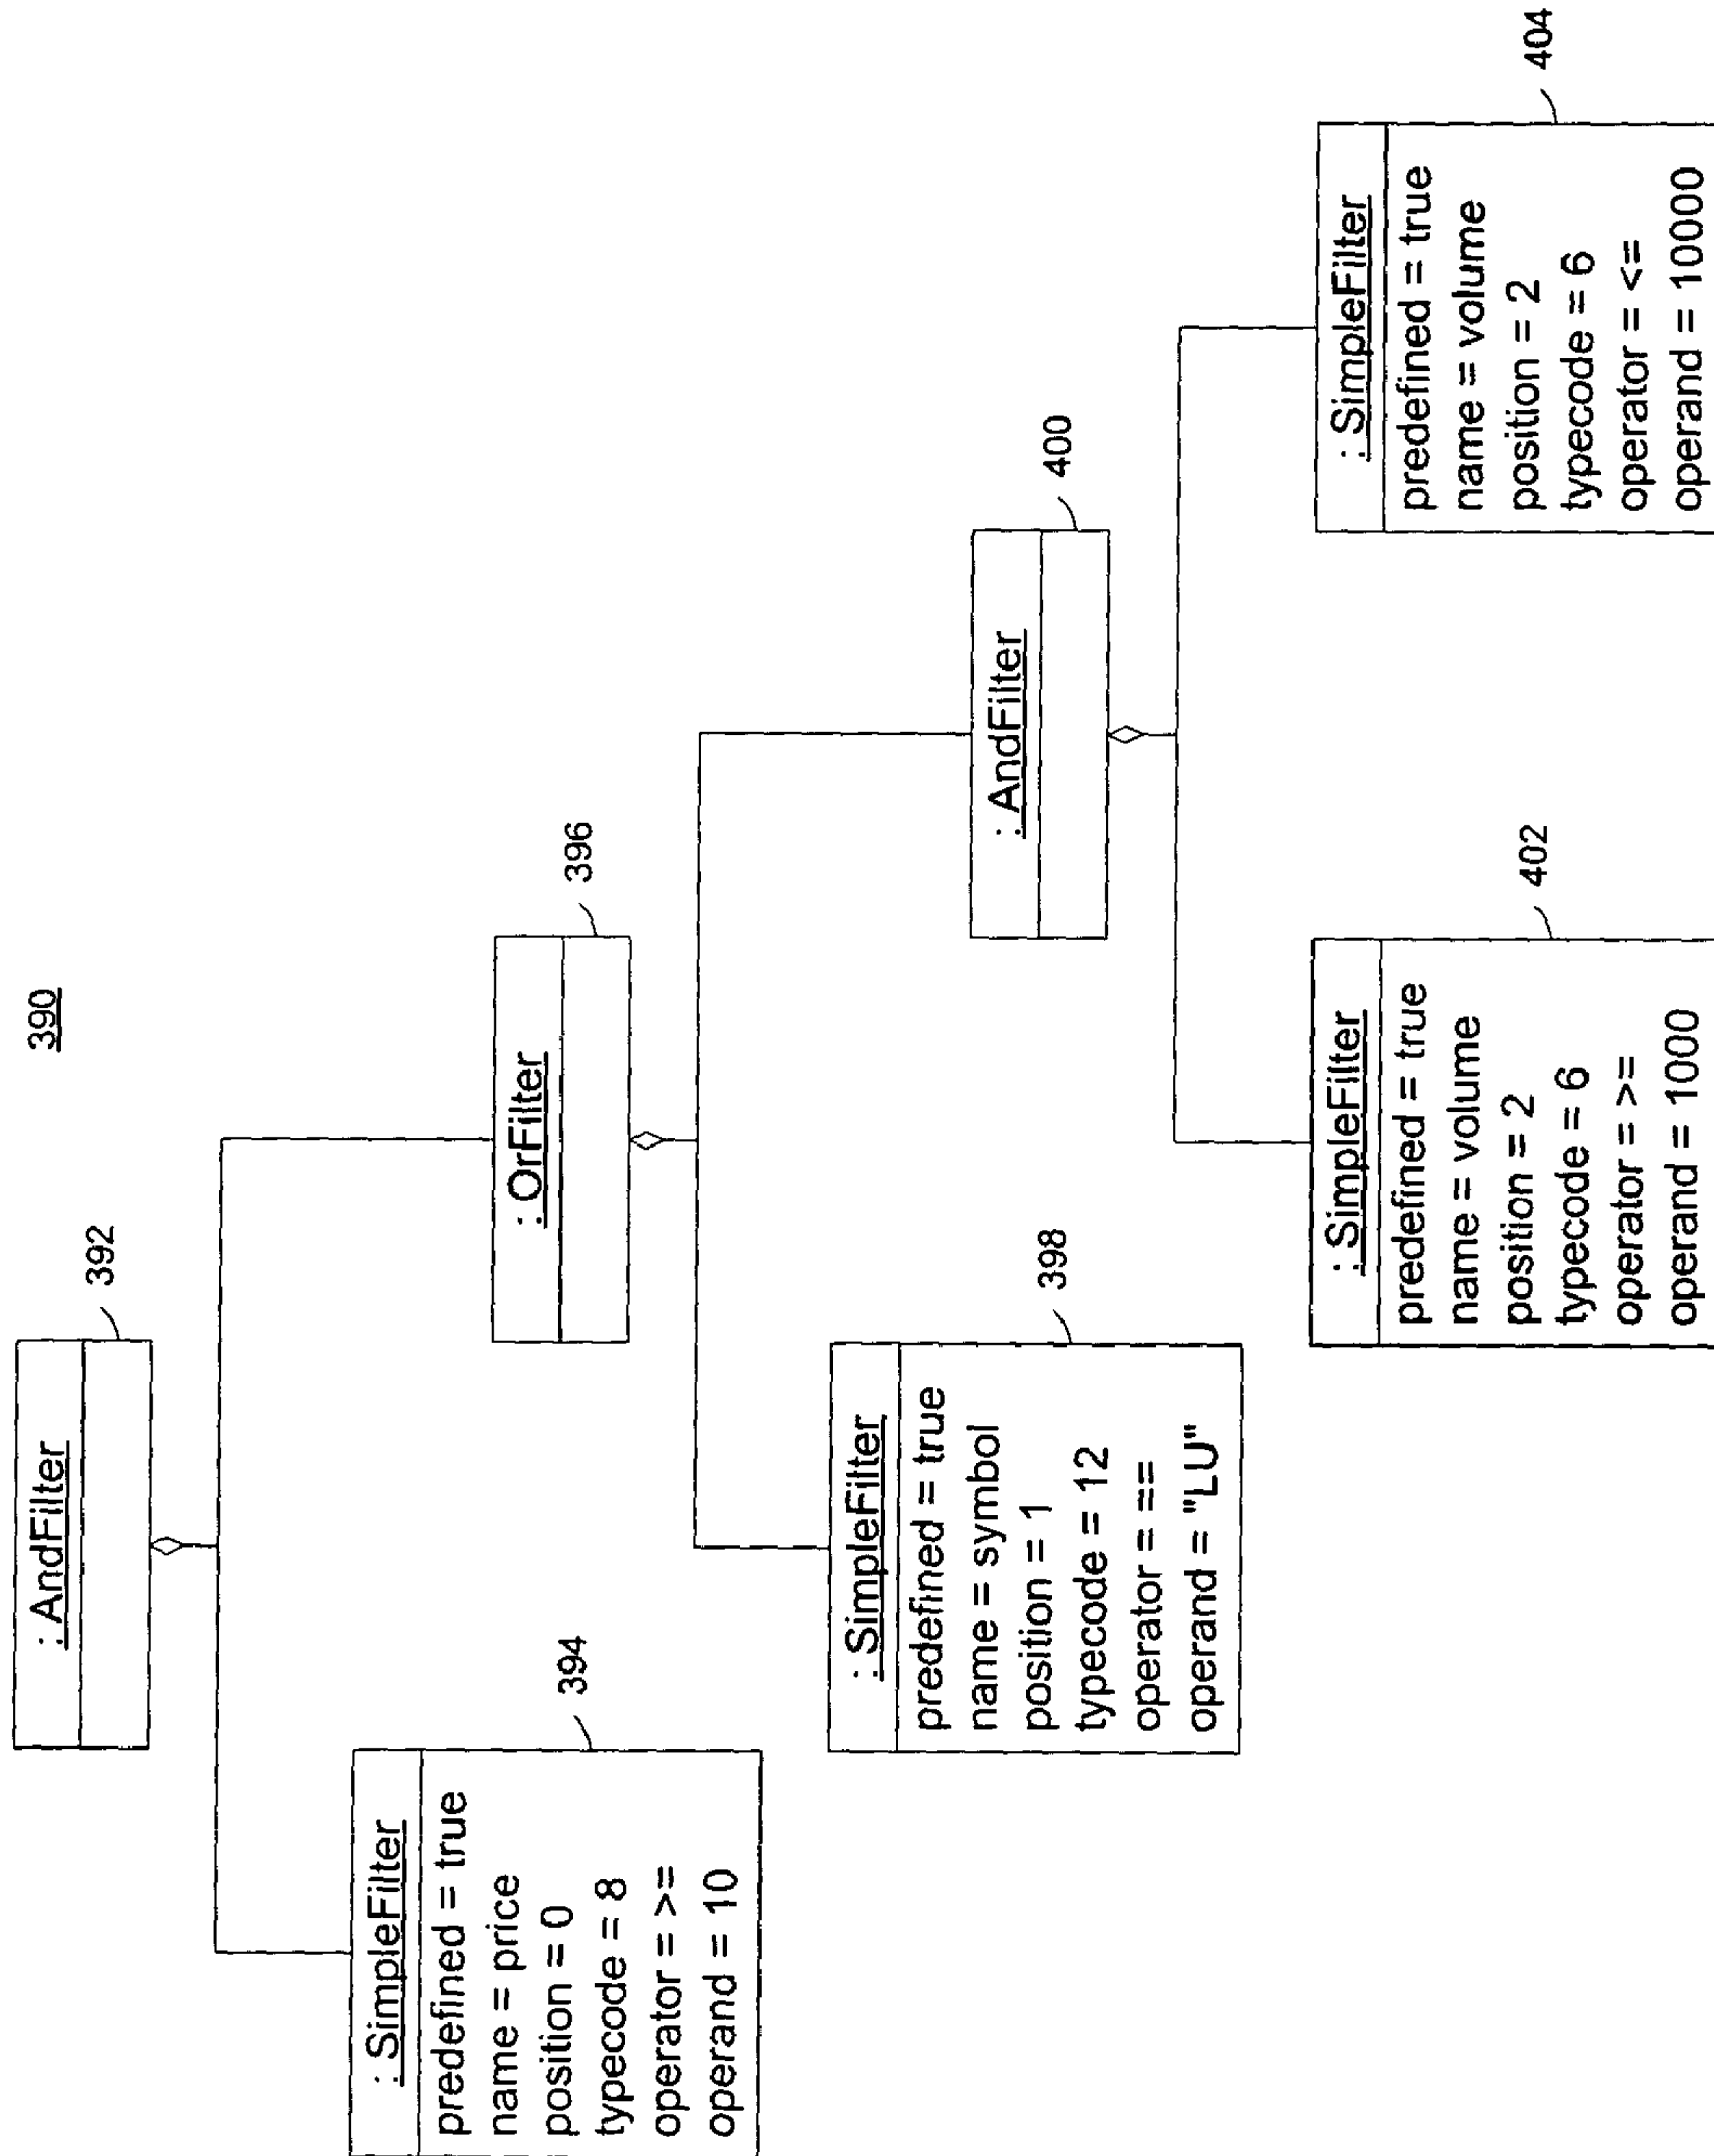 390
: AndFilter
392
: SimpleFilter
predefined = true
name = price
position = 0
typecode = 8
operator = >=
operand = 10
394
: OrFilter
396
: SimpleFilter
predefined = true
name = symbol
position = 1
typecode = 12
operator = ==
operand = "LU"
398
: AndFilter
400
: SimpleFilter
predefined = true
name = volume
position = 2
typecode = 6
operator = >=
operand = 1000
402
: SimpleFilter
predefined = true
name = volume
position = 2
typecode = 6
operator = <=
operand = 10000
404